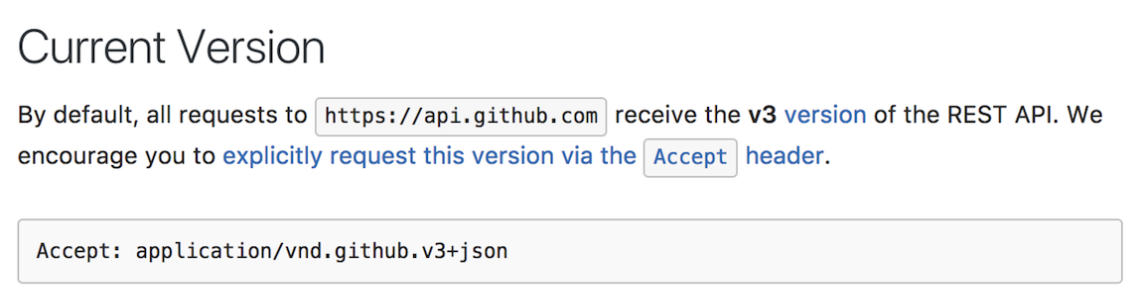 Current Version
By default, all requests to https://api.github.com receive the v3 version of the REST API. We
encourage you to explicitly request this version via the Accept header.
Accept: application/vnd.github.v3+json